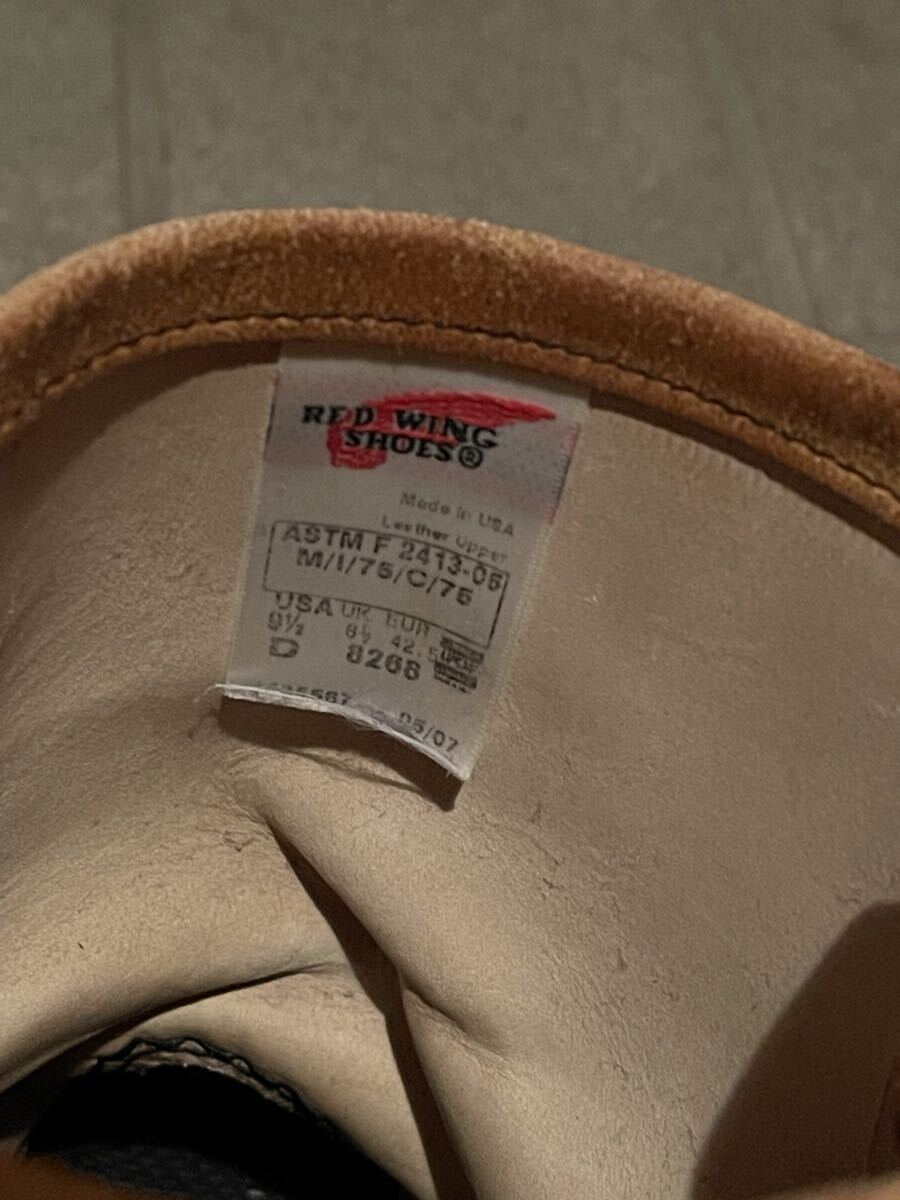 RED WING
SHOES®
Made in USA
Leather Upper
ASTM F 2413-05
M/I/75/C/75
USA UK EUR
9½ 8½ 42.5
D 8268
05/07